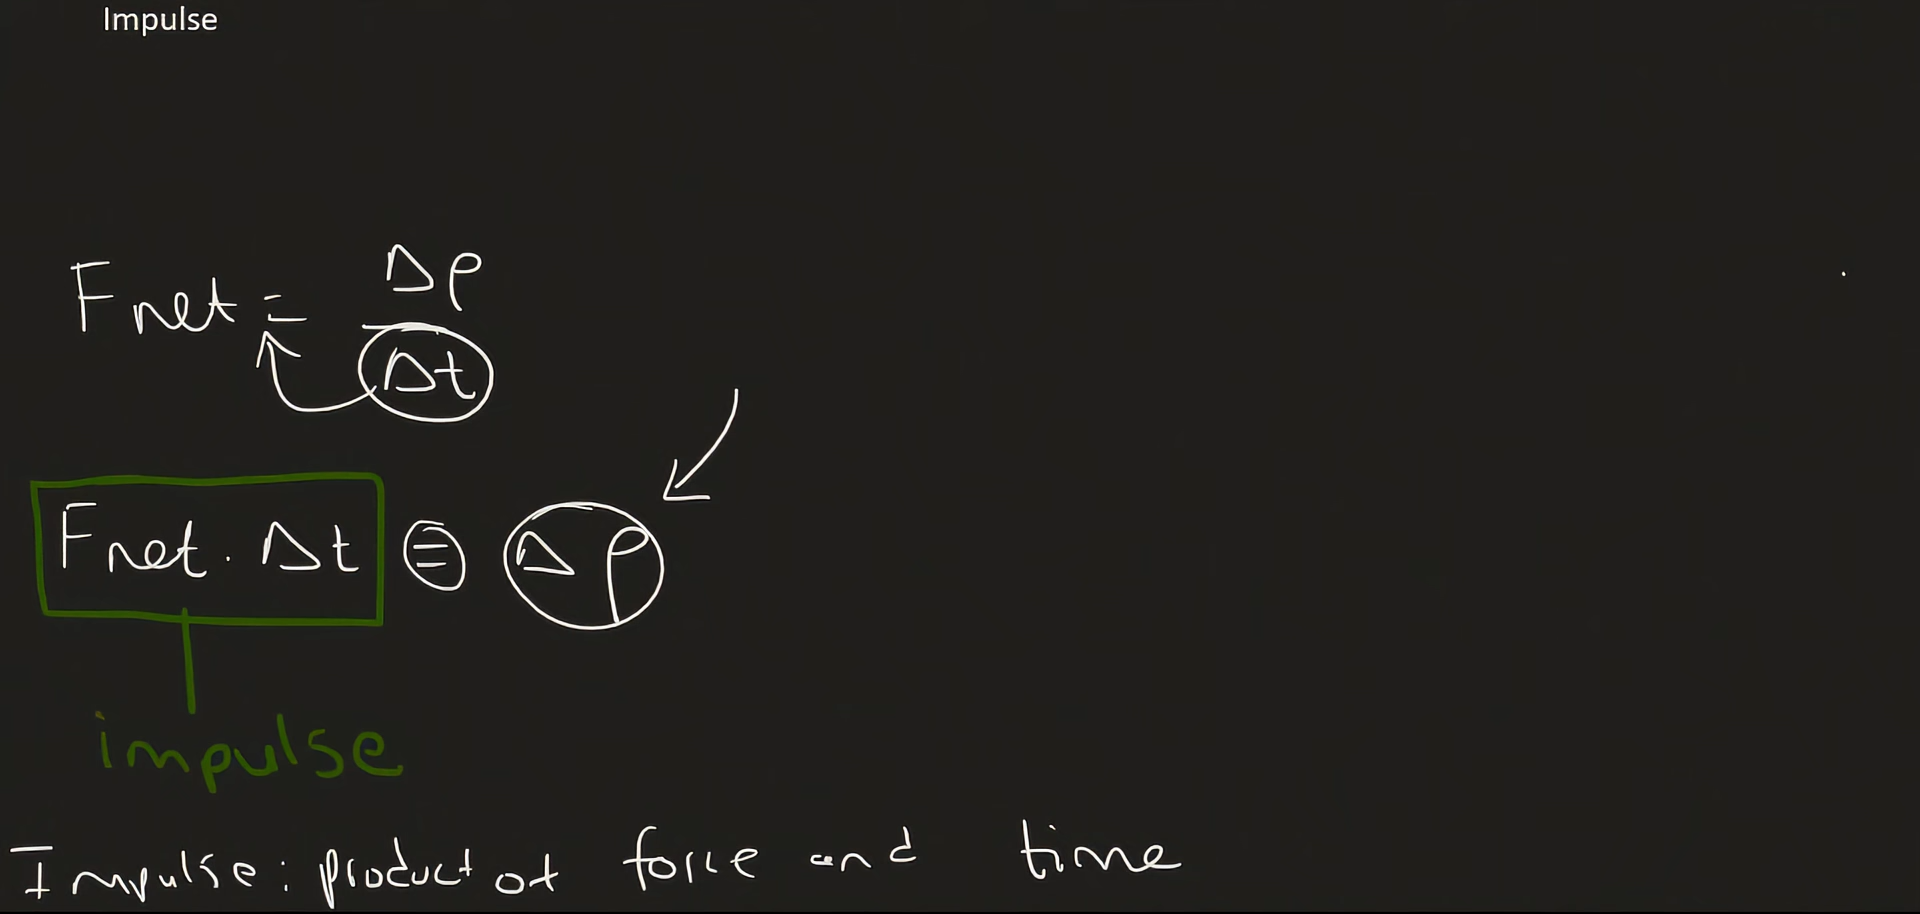 Impulse
Fnet = Δp
Δt
Fnet . Δt = Δp
impulse
Impulse: product of force and time